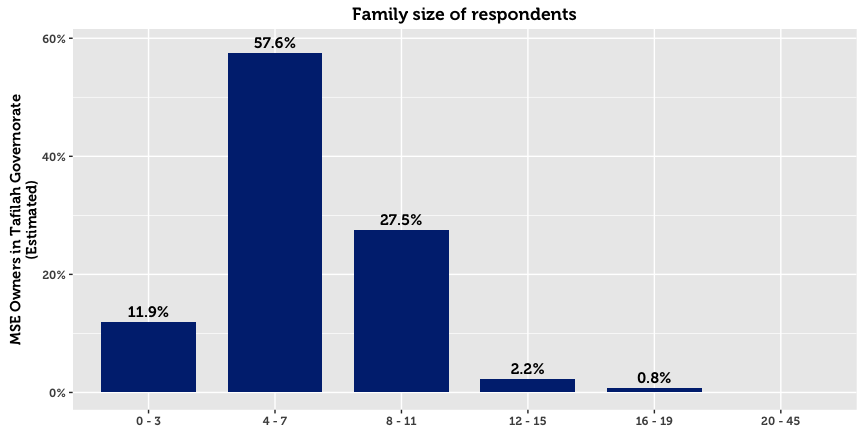 Family size of respondents
MSE Owners in Tafilah Governorate
(Estimated)
60%
40%
20%
0%
11.9%
57.6%
27.5%
2.2%
0.8%
0 - 3
4 - 7
8 - 11
12 - 15
16 - 19
20 - 45